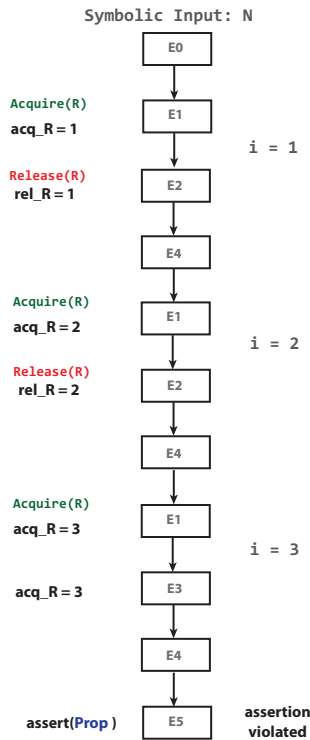 Symbolic Input: N
E0
Acquire(R)
E1
acq_R = 1
i = 1
Release(R)
E2
rel_R = 1
E4
Acquire(R)
E1
acq_R = 2
i = 2
Release(R)
E2
rel_R = 2
E4
Acquire(R)
E1
acq_R = 3
i = 3
acq_R = 3
E3
E4
assert(Prop )
E5
assertion
violated